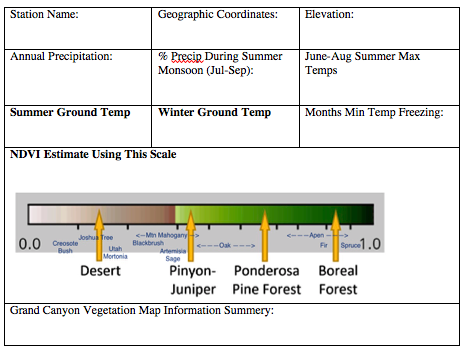 Station Name: Geographic Coordinates: Elevation:
Annual Precipitation: % Precip During Summer Monsoon (Jul-Sep): June-Aug Summer Max Temps
Summer Ground Temp Winter Ground Temp Months Min Temp Freezing:
NDVI Estimate Using This Scale
0.0 Creosote Bush Joshua Tree Utah Mortonia <--Mtn Mahogany--> Blackbrush Artemisia Sage <----Oak----> <----Apen----> Fir Spruce 1.0
Desert Pinyon-Juniper Ponderosa Pine Forest Boreal Forest
Grand Canyon Vegetation Map Information Summery: